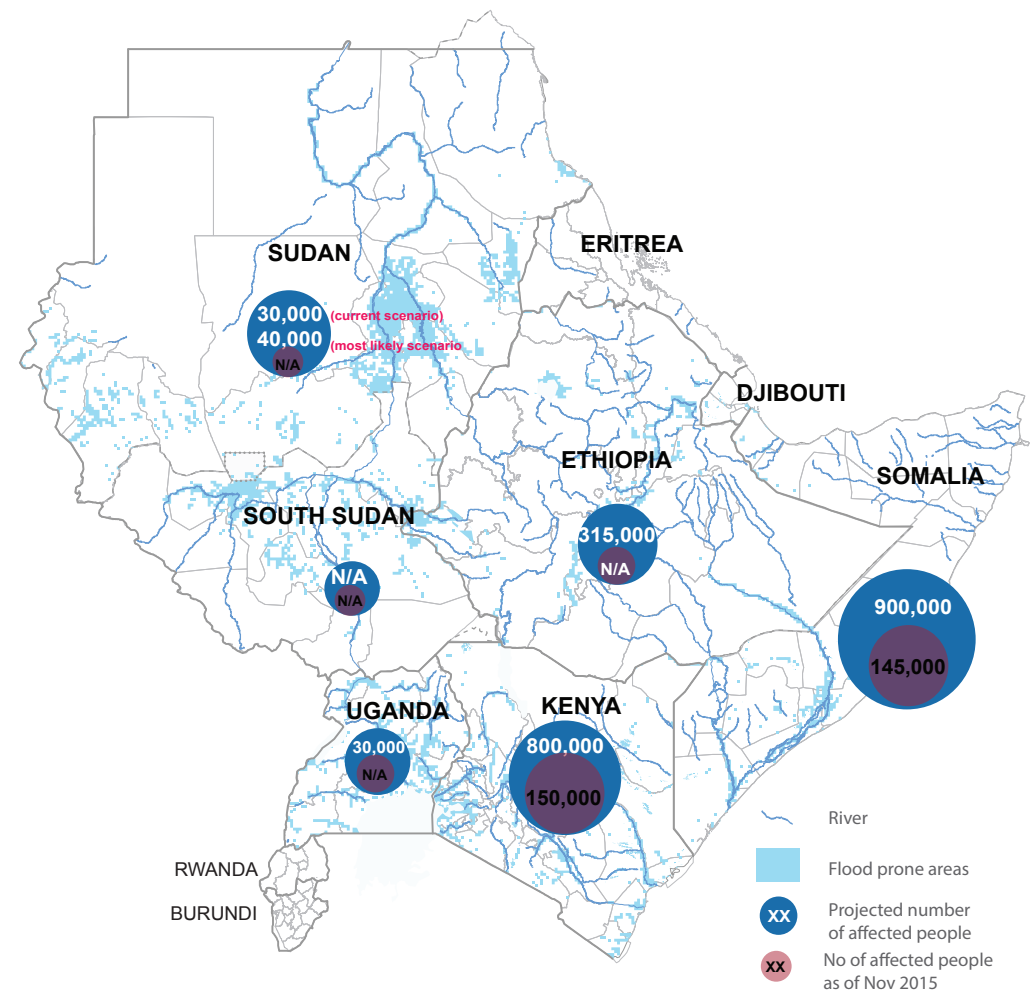 SUDAN
30,000 (current scenario)
40,000 (most likely scenario
N/A
ERITREA
DJIBOUTI
ETHIOPIA
315,000
N/A
SOMALIA
900,000
145,000
SOUTH SUDAN
N/A
N/A
UGANDA
30,000
N/A
KENYA
800,000
150,000
RWANDA
BURUNDI
River
Flood prone areas
XX
Projected number
of affected people
XX
No of affected people
as of Nov 2015